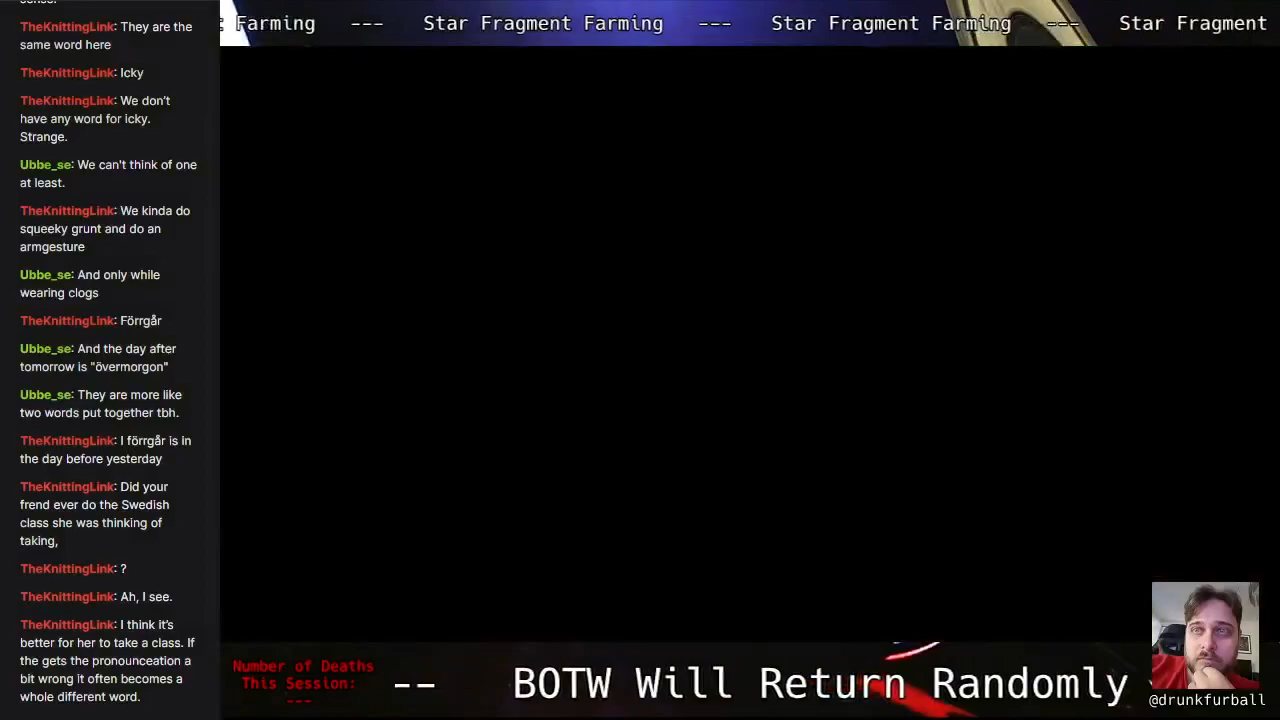 TheKnittingLink: They are the
same word here
TheKnittingLink: Icky
TheKnittingLink: We don't
have any word for icky.
Strange.
Ubbe_se: We can't think of one
at least.
TheKnittingLink: We kinda do
squeeky grunt and do an
armgesture
Ubbe_se: And only while
wearing clogs
TheKnittingLink: Förrgår
Ubbe_se: And the day after
tomorrow is "övermorgon"
Ubbe_se: They are more like
two words put together tbh.
TheKnittingLink: I förrgår is in
the day before yesterday
TheKnittingLink: Did your
frend ever do the Swedish
class she was thinking of
taking,
TheKnittingLink: ?
TheKnittingLink: Ah, I see.
TheKnittingLink: I think it's
better for her to take a class. If
the gets the pronounceation a
bit wrong it often becomes a
whole different word.
Farming --- Star Fragment Farming --- Star Fragment Farming --- Star Fragment
Number of Deaths
This Session:
---
-- BOTW Will Return Randomly
@drunkfurball